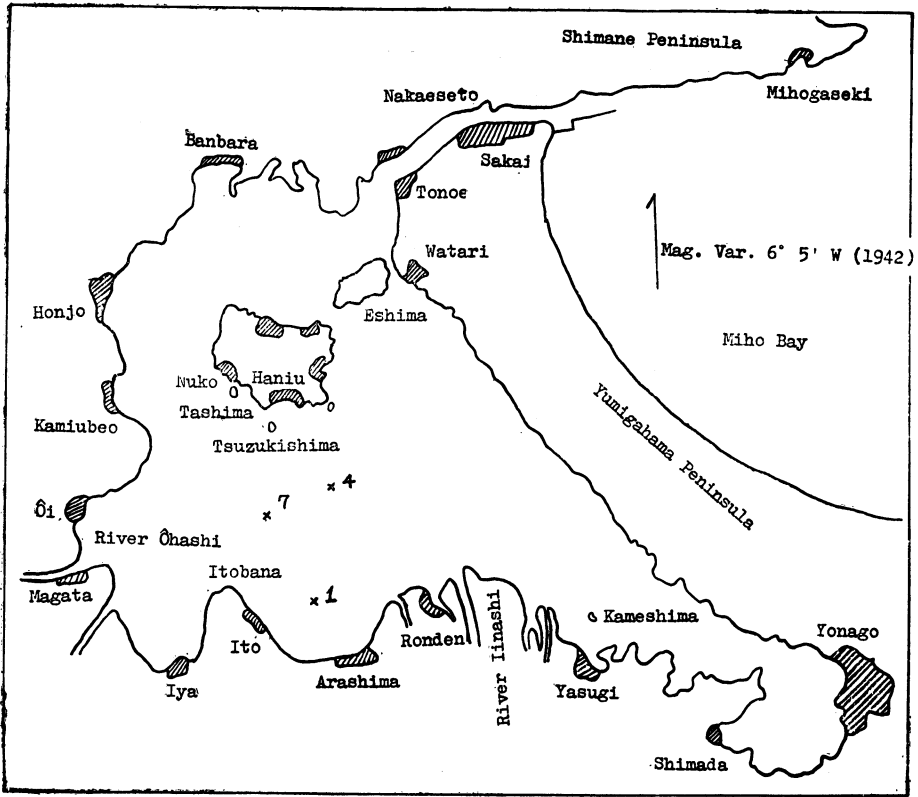 Shimane Peninsula
Mihogaseki
Nakaeseto
Banbara
Sakai
Tonoe
Watari
Mag. Var. 6° 5' W (1942)
Honjo
Eshima
Miho Bay
Nuko
Haniu
Tashima
Kamiubeo
Tsuzukishima
Yumigahama Peninsula
4
7
Ôi
River Ôhashi
Itobana
Magata
1
Kameshima
Ito
Ronden
Yonago
Iya
Arashima
River Iinashi
Yasugi
Shimada